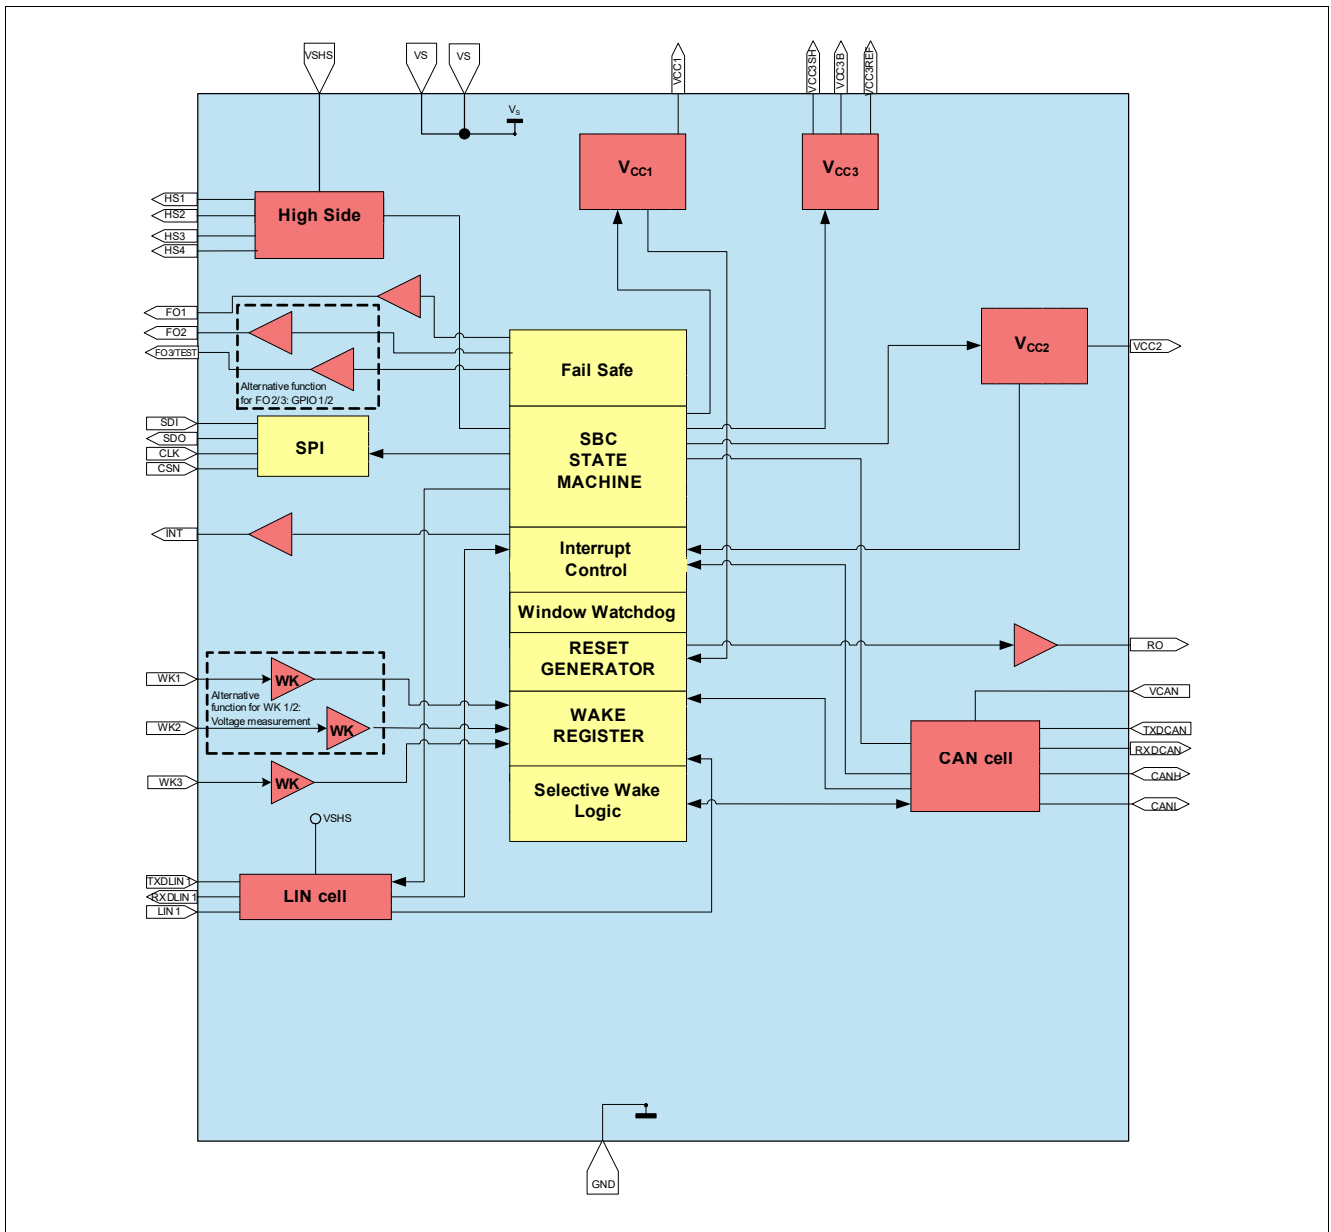 VSHS
VS
VS
VCC1
VCC3SH
VCC3B
VCC3REF
VS
VCC1
VCC3
HS1
HS2
HS3
HS4
High Side
FO1
FO2
FO3/TEST
Alternative function
for FO2/3: GPIO1/2
Fail Safe
VCC2
VCC2
SDI
SDO
CLK
CSN
SPI
SBC
STATE
MACHINE
INT
Interrupt
Control
Window Watchdog
RESET
GENERATOR
RO
WK1
WK
Alternative
function for WK 1/2:
Voltage measurement
WK2
WK
WK3
WK
WAKE
REGISTER
Selective Wake
Logic
VCAN
TXDCAN
RXDCAN
CANH
CANL
CAN cell
VSHS
TXDLIN1
RXDLIN1
LIN1
LIN cell
GND